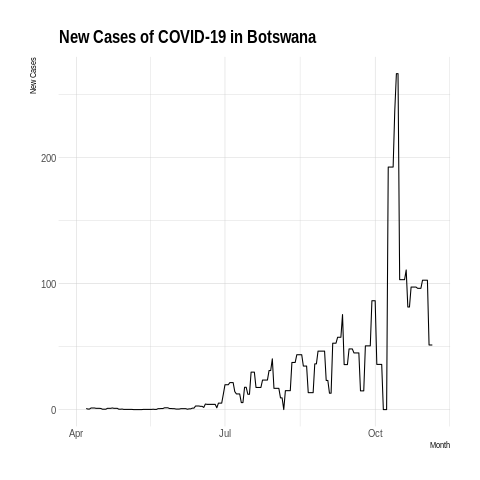 New Cases of COVID-19 in Botswana
New Cases
200
100
0
Apr
Jul
Oct
Month